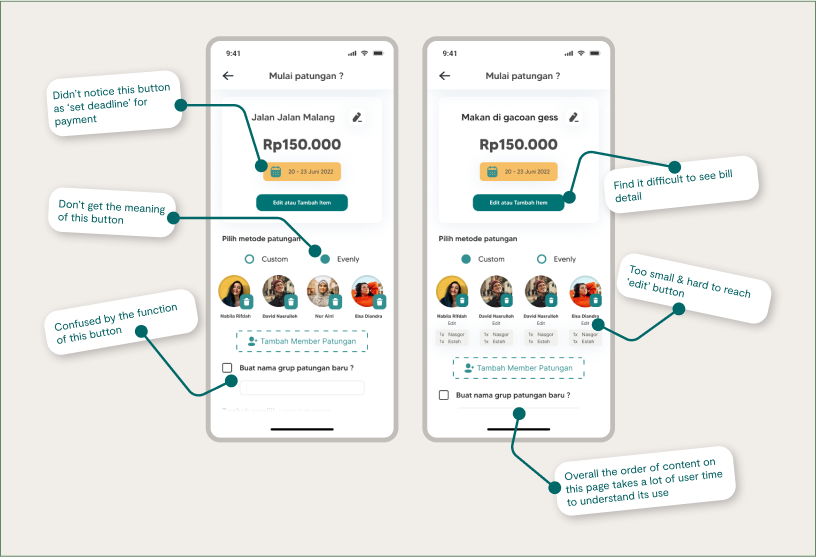 Didn't notice this button
as 'set deadline' for
payment
Don't get the meaning
of this button
Confused by the function
of this button
9:41
Mulai patungan ?
Jalan Jalan Malang
Rp150.000
20 - 23 Juni 2022
Edit atau Tambah Item
Pilih metode patungan
Custom
Evenly
Nabila Rifdah
David Nasrulloh
Nur Aini
Elsa Diandra
Tambah Member Patungan
Buat nama grup patungan baru ?
9:41
Mulai patungan ?
Makan di gacoan gess
Rp150.000
20 - 23 Juni 2022
Edit atau Tambah Item
Pilih metode patungan
Custom
Evenly
Nabila Rifdah
David Nasrulloh
David Nasrulloh
Elsa Diandra
Edit
Edit
Edit
Edit
1x Nasgor
1x Esteh
1x Nasgor
1x Esteh
1x Nasgor
1x Esteh
1x Nasgor
1x Esteh
Tambah Member Patungan
Buat nama grup patungan baru ?
Find it difficult to see bill
detail
Too small & hard to reach
'edit' button
Overall the order of content on
this page takes a lot of user time
to understand its use